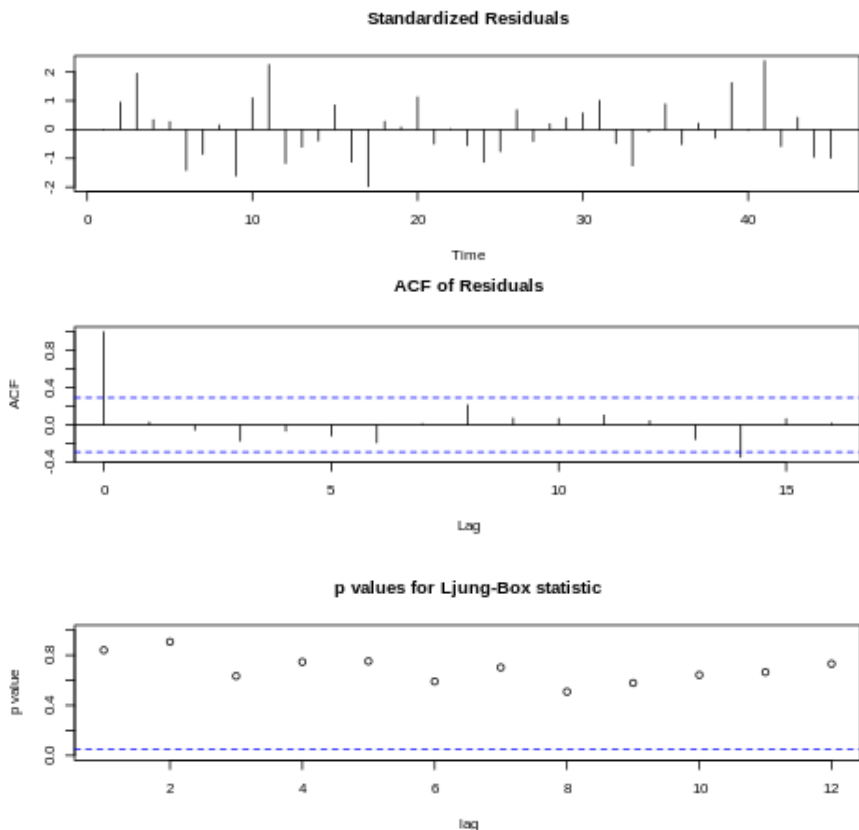 Standardized Residuals
2
1
0
-1
-2
0 10 20 30 40
Time
ACF of Residuals
ACF
0.8
0.4
0.0
-0.4
0 5 10 15
Lag
p values for Ljung-Box statistic
p value
0.8
0.4
0.0
2 4 6 8 10 12
lag